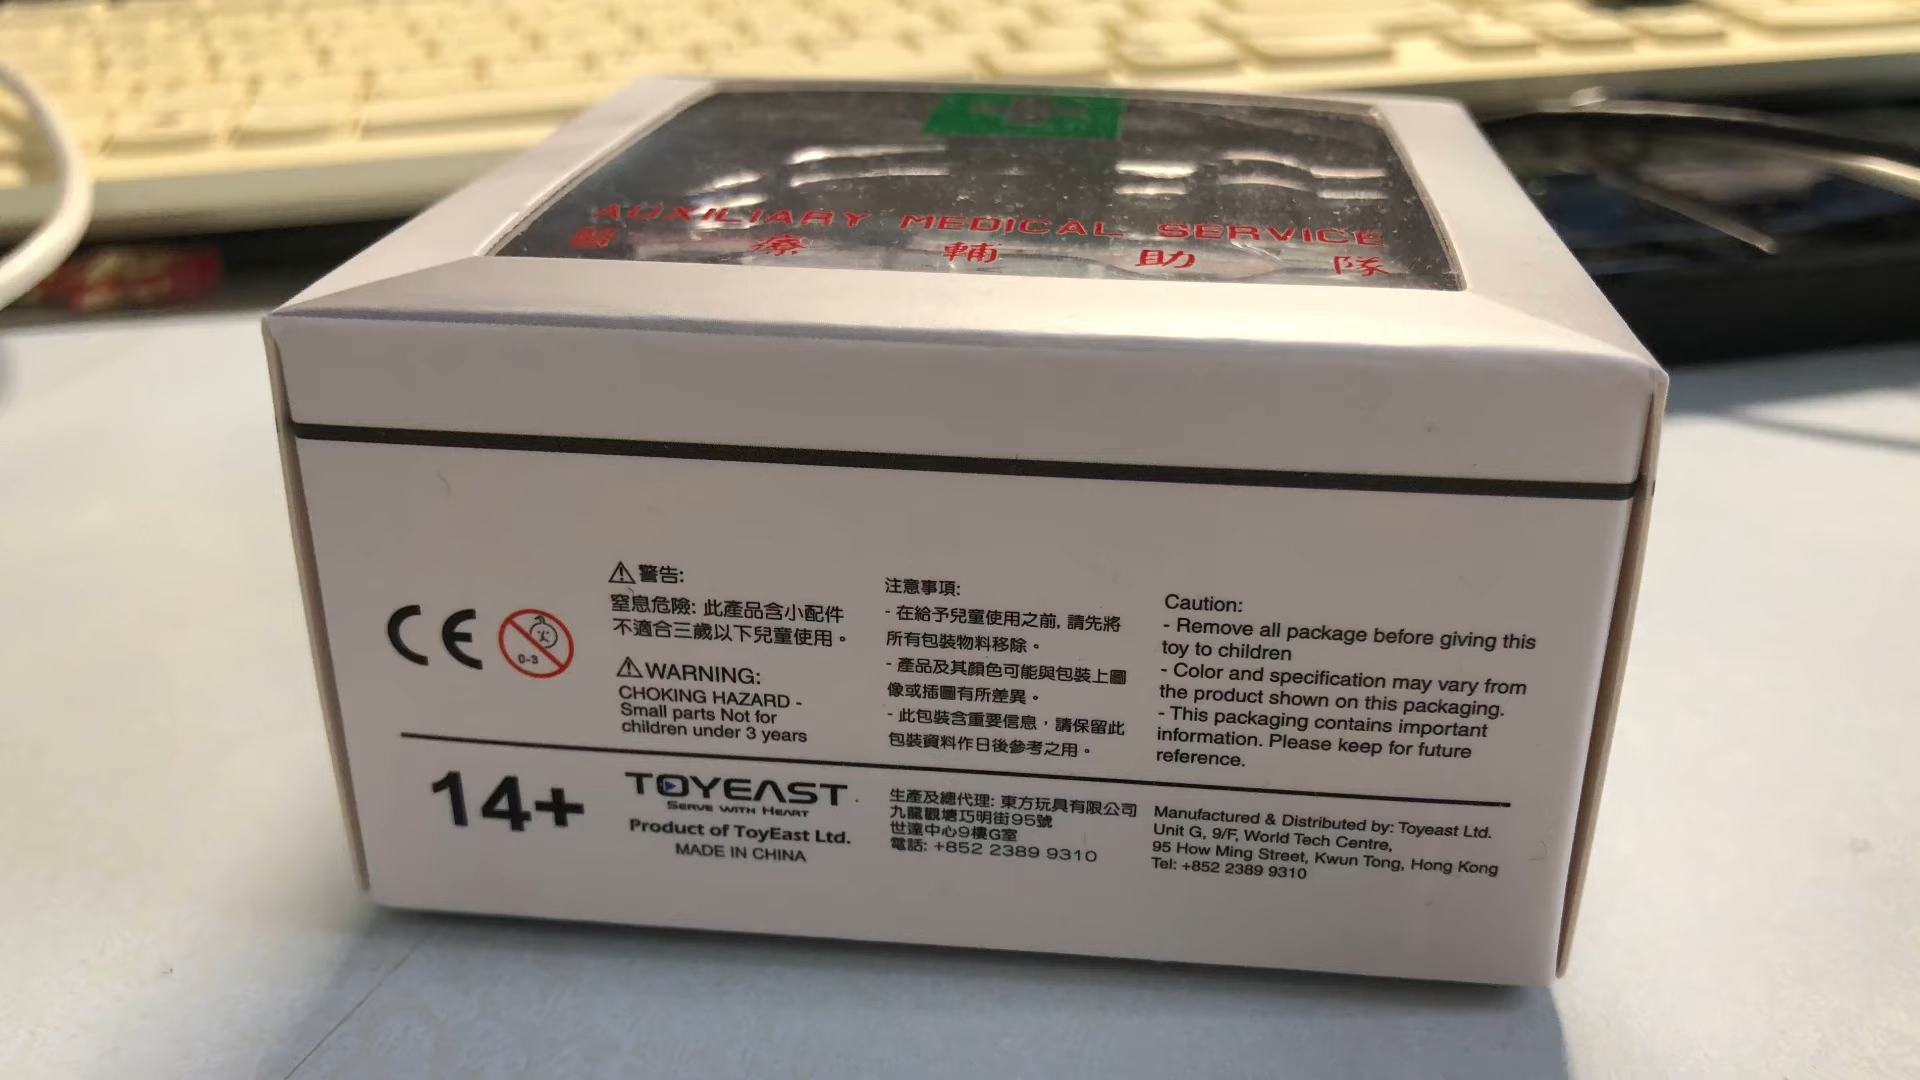 AUXILIARY MEDICAL SERVICE
醫療輔助隊
CE
0-3
警告:
窒息危險: 此產品含小配件
不適合三歲以下兒童使用。
WARNING:
CHOKING HAZARD -
Small parts Not for
children under 3 years
注意事項:
- 在給予兒童使用之前, 請先將
所有包裝物料移除。
- 產品及其顏色可能與包裝上圖
像或插圖有所差異。
- 此包裝含重要信息，請保留此
包裝資料作日後參考之用。
Caution:
- Remove all package before giving this
toy to children
- Color and specification may vary from
the product shown on this packaging.
- This packaging contains important
information. Please keep for future
reference.
14+
TOYEAST
SERVE WITH HEART
Product of ToyEast Ltd.
MADE IN CHINA
生產及總代理: 東方玩具有限公司
九龍觀塘巧明街95號
世達中心9樓G室
電話: +852 2389 9310
Manufactured & Distributed by: Toyeast Ltd.
Unit G, 9/F, World Tech Centre,
95 How Ming Street, Kwun Tong, Hong Kong
Tel: +852 2389 9310